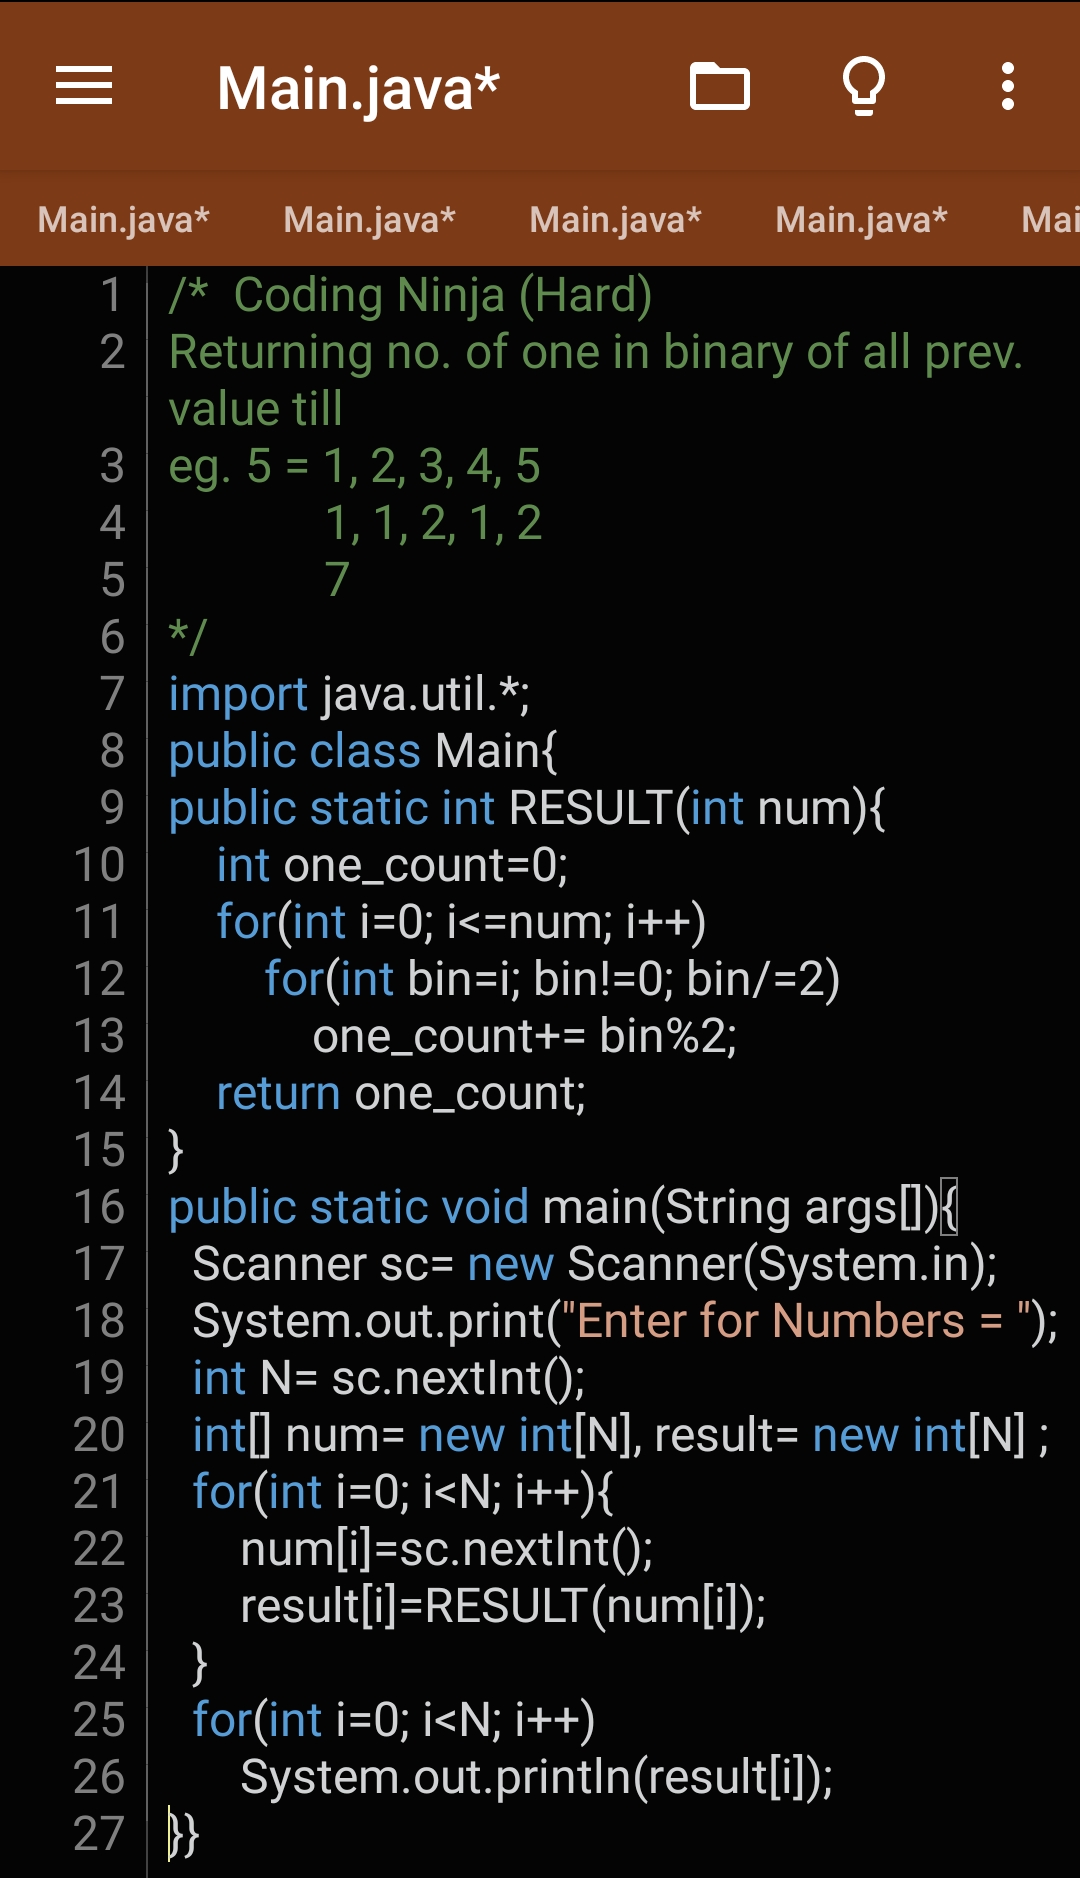 Main.java*
Main.java* Main.java* Main.java* Main.java* Mai
1 /*  Coding Ninja (Hard)
2 Returning no. of one in binary of all prev.
value till
3 eg. 5 = 1, 2, 3, 4, 5
4 1, 1, 2, 1, 2
5 7
6 */
7 import java.util.*;
8 public class Main{
9 public static int RESULT(int num){
10 int one_count=0;
11 for(int i=0; i<=num; i++)
12 for(int bin=i; bin!=0; bin/=2)
13 one_count+= bin%2;
14 return one_count;
15 }
16 public static void main(String args[]){
17 Scanner sc= new Scanner(System.in);
18 System.out.print("Enter for Numbers = ");
19 int N= sc.nextInt();
20 int[] num= new int[N], result= new int[N] ;
21 for(int i=0; i<N; i++){
22 num[i]=sc.nextInt();
23 result[i]=RESULT(num[i]);
24 }
25 for(int i=0; i<N; i++)
26 System.out.println(result[i]);
27 }}